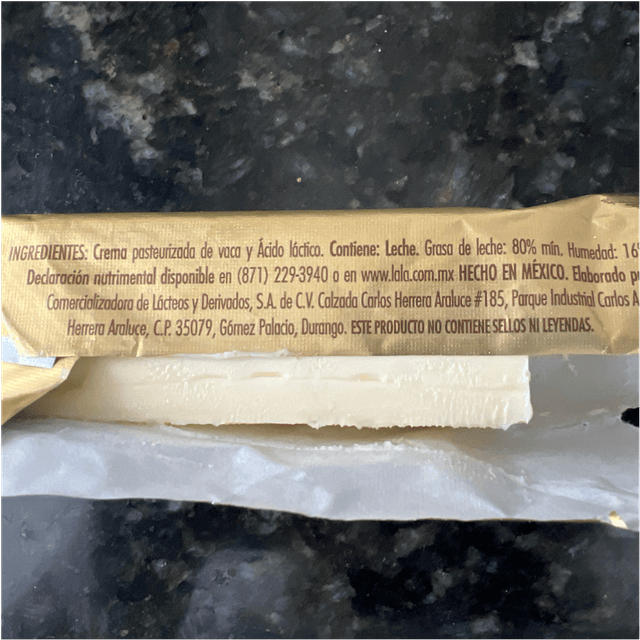 INGREDIENTES: Crema pasteurizada de vaca y Ácido láctico. Contiene: Leche. Grasa de leche: 80% mín. Humedad: 16
Declaración nutrimental disponible en (871) 229-3940 o en www.lala.com.mx HECHO EN MÉXICO. Elaborado
Comercializadora de Lácteos y Derivados, S.A. de C.V. Calzada Carlos Herrera Araluce #185, Parque Industrial Carlos
Herrera Araluce, C.P. 35079, Gómez Palacio, Durango. ESTE PRODUCTO NO CONTIENE SELLOS NI LEYENDAS.